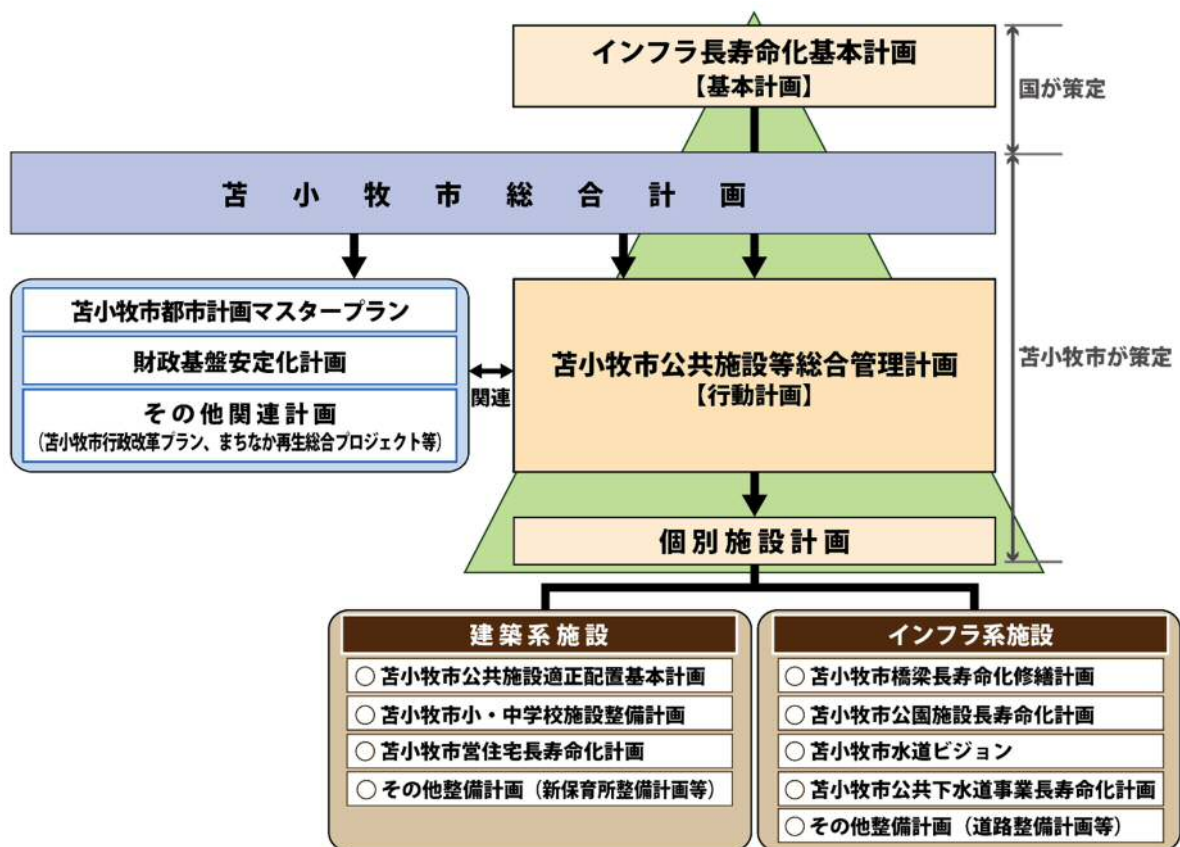 インフラ長寿命化基本計画
【基本計画】
国が策定
苫小牧市総合計画
苫小牧市都市計画マスタープラン
財政基盤安定化計画
その他関連計画
(苫小牧市行政改革プラン、まちなか再生総合プロジェクト等)
関連
苫小牧市公共施設等総合管理計画
【行動計画】
苫小牧市が策定
個別施設計画
建築系施設
○ 苫小牧市公共施設適正配置基本計画
○ 苫小牧市小・中学校施設整備計画
○ 苫小牧市営住宅長寿命化計画
○ その他整備計画（新保育所整備計画等）
インフラ系施設
○ 苫小牧市橋梁長寿命化修繕計画
○ 苫小牧市公園施設長寿命化計画
○ 苫小牧市水道ビジョン
○ 苫小牧市公共下水道事業長寿命化計画
○ その他整備計画（道路整備計画等）